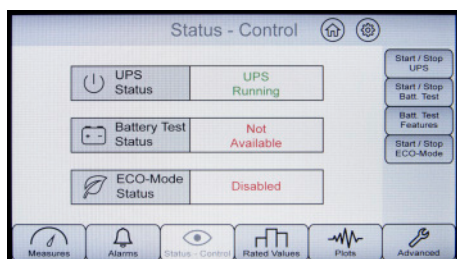 Status - Control
UPS
Status
UPS
Running
Battery Test
Status
Not
Available
ECO-Mode
Status
Disabled
Start / Stop
UPS
Start / Stop
Batt. Test
Batt. Test
Features
Start / Stop
ECO-Mode
Measures
Alarms
Status - Control
Rated Values
Plots
Advanced